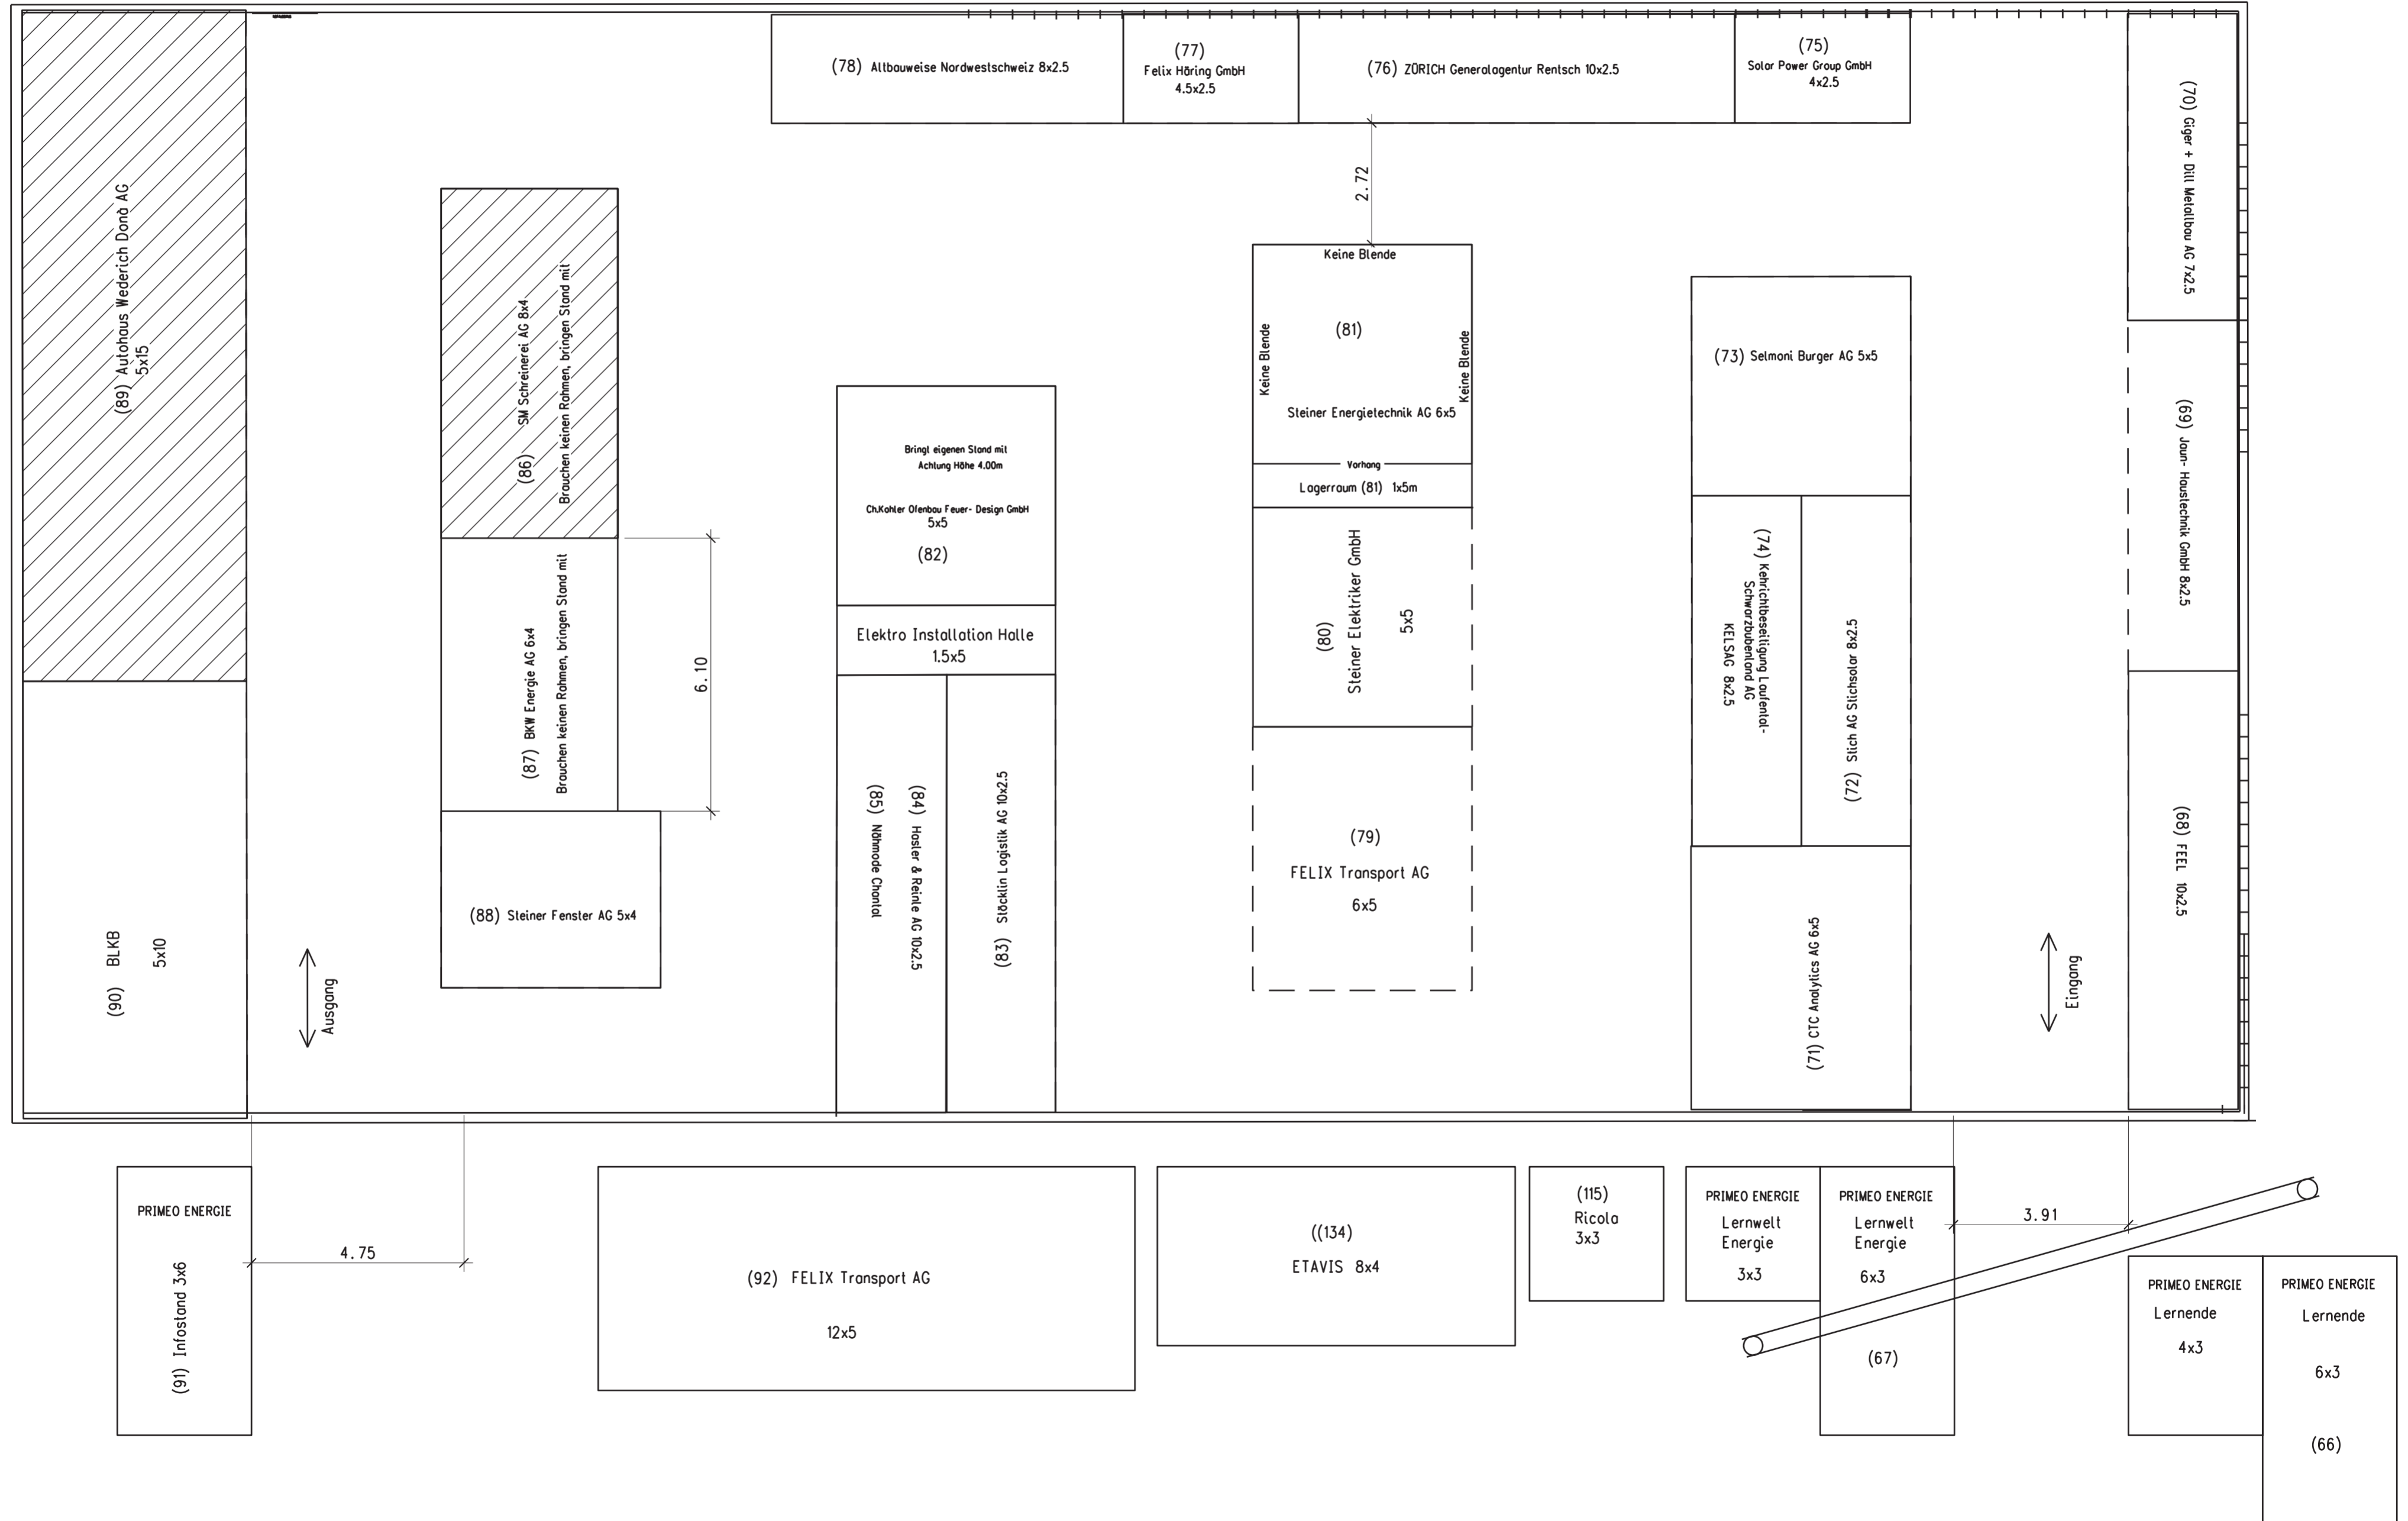 (89) Autohaus Wederich Donà AG
5x15
(90) BLKB
5x10
Ausgang
(86) SM Schreinerei AG 8x4
Brauchen keinen Rahmen, bringen Stand mit
(87) BKW Energie AG 6x4
Brauchen keinen Rahmen, bringen Stand mit
6.10
(88) Steiner Fenster AG 5x4
(78) Altbauweise Nordwestschweiz 8x2.5
(77)
Felix Häring GmbH
4.5x2.5
(76) ZÜRICH Generalagentur Rentsch 10x2.5
(75)
Solar Power Group GmbH
4x2.5
2.72
Bringt eigenen Stand mit
Achtung Höhe 4.00m
Ch.Kohler Ofenbau Feuer- Design GmbH
5x5
(82)
Elektro Installation Halle
1.5x5
(85) Nähmode Chantal
(84) Hasler & Reinle AG 10x2.5
(83) Stöcklin Logistik AG 10x2.5
Keine Blende
Keine Blende
(81)
Keine Blende
Steiner Energietechnik AG 6x5
Vorhang
Lagerraum (81) 1x5m
(80)
Steiner Elektriker GmbH
5x5
(79)
FELIX Transport AG
6x5
(73) Selmoni Burger AG 5x5
(74) Kehrichtbeseitigung Laufental-
Schwarzbubenland AG
KELSAG 8x2.5
(72) Stich AG Stichsolar 8x2.5
(71) CTC Analytics AG 6x5
Eingang
(70) Giger + Dill Metallbau AG 7x2.5
(69) Jaun- Haustechnik GmbH 8x2.5
(68) FEEL 10x2.5
PRIMEO ENERGIE
(91) Infostand 3x6
4.75
(92) FELIX Transport AG
12x5
((134)
ETAVIS 8x4
(115)
Ricola
3x3
PRIMEO ENERGIE
Lernwelt
Energie
3x3
PRIMEO ENERGIE
Lernwelt
Energie
6x3
(67)
3.91
PRIMEO ENERGIE
Lernende
4x3
PRIMEO ENERGIE
Lernende
6x3
(66)